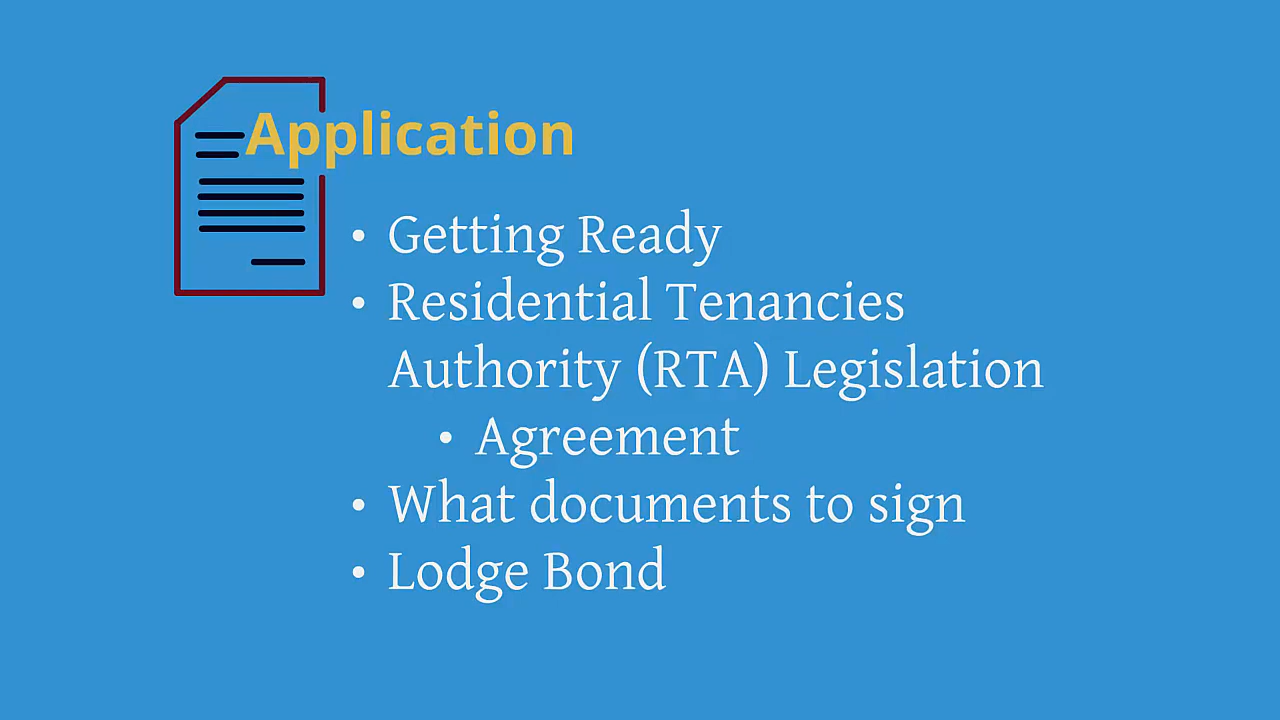 Application
• Getting Ready
• Residential Tenancies
Authority (RTA) Legislation
• Agreement
• What documents to sign
• Lodge Bond